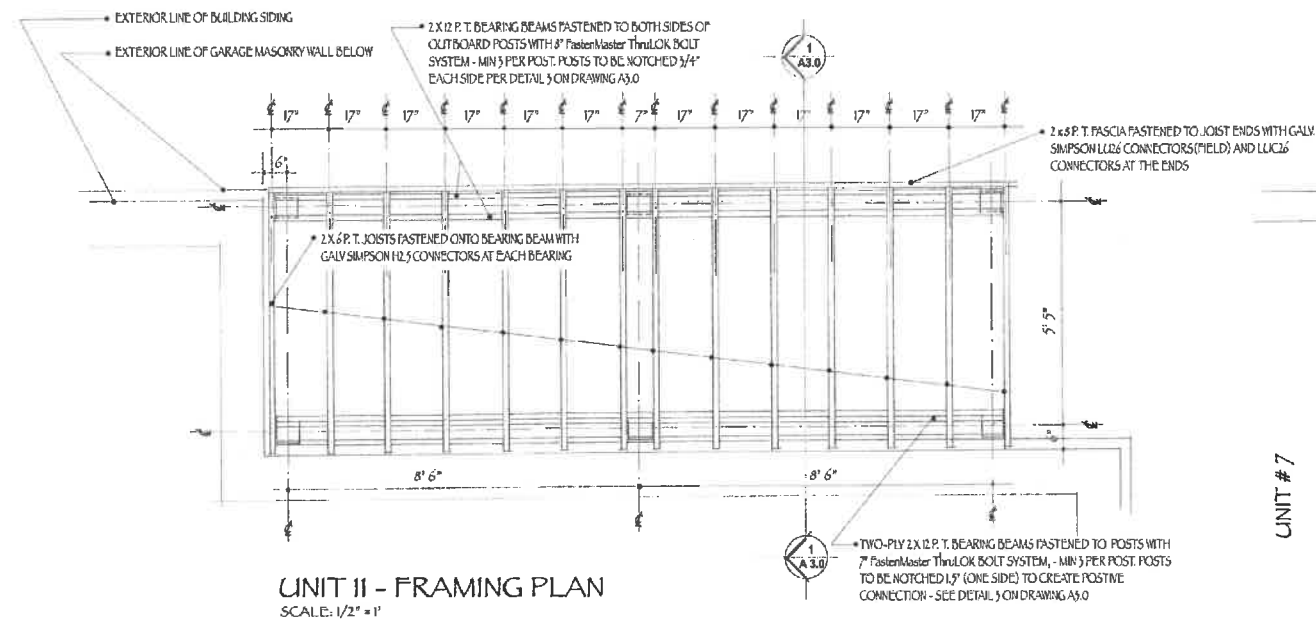 EXTERIOR LINE OF BUILDING SIDING
EXTERIOR LINE OF GARAGE MASONRY WALL BELOW
2 X 12 P. T. BEARING BEAMS FASTENED TO BOTH SIDES OF
OUTBOARD POSTS WITH 8" FastenMaster ThruLOK BOLT
SYSTEM - MIN 3 PER POST. POSTS TO BE NOTCHED 3/4"
EACH SIDE PER DETAIL 3 ON DRAWING A3.0
1
A3.0
17" 17" 17" 17" 17" 17" 7" 17" 17" 17" 17" 17" 17"
2 x 8 P. T. FASCIA FASTENED TO JOIST ENDS WITH GALV.
SIMPSON LU26 CONNECTORS (FIELD) AND LUC26
CONNECTORS AT THE ENDS
6"
2 X 6 P. T. JOISTS FASTENED ONTO BEARING BEAM WITH
GALV SIMPSON H2.5 CONNECTORS AT EACH BEARING
5' 5"
8' 6"
8' 6"
UNIT # 7
1
A 3.0
TWO-PLY 2 X 12 P. T. BEARING BEAMS FASTENED TO POSTS WITH
7" FastenMaster ThruLOK BOLT SYSTEM, - MIN 3 PER POST. POSTS
TO BE NOTCHED 1.5" (ONE SIDE) TO CREATE POSTIVE
CONNECTION - SEE DETAIL 3 ON DRAWING A3.0
UNIT 11 - FRAMING PLAN
SCALE: 1/2" = 1'